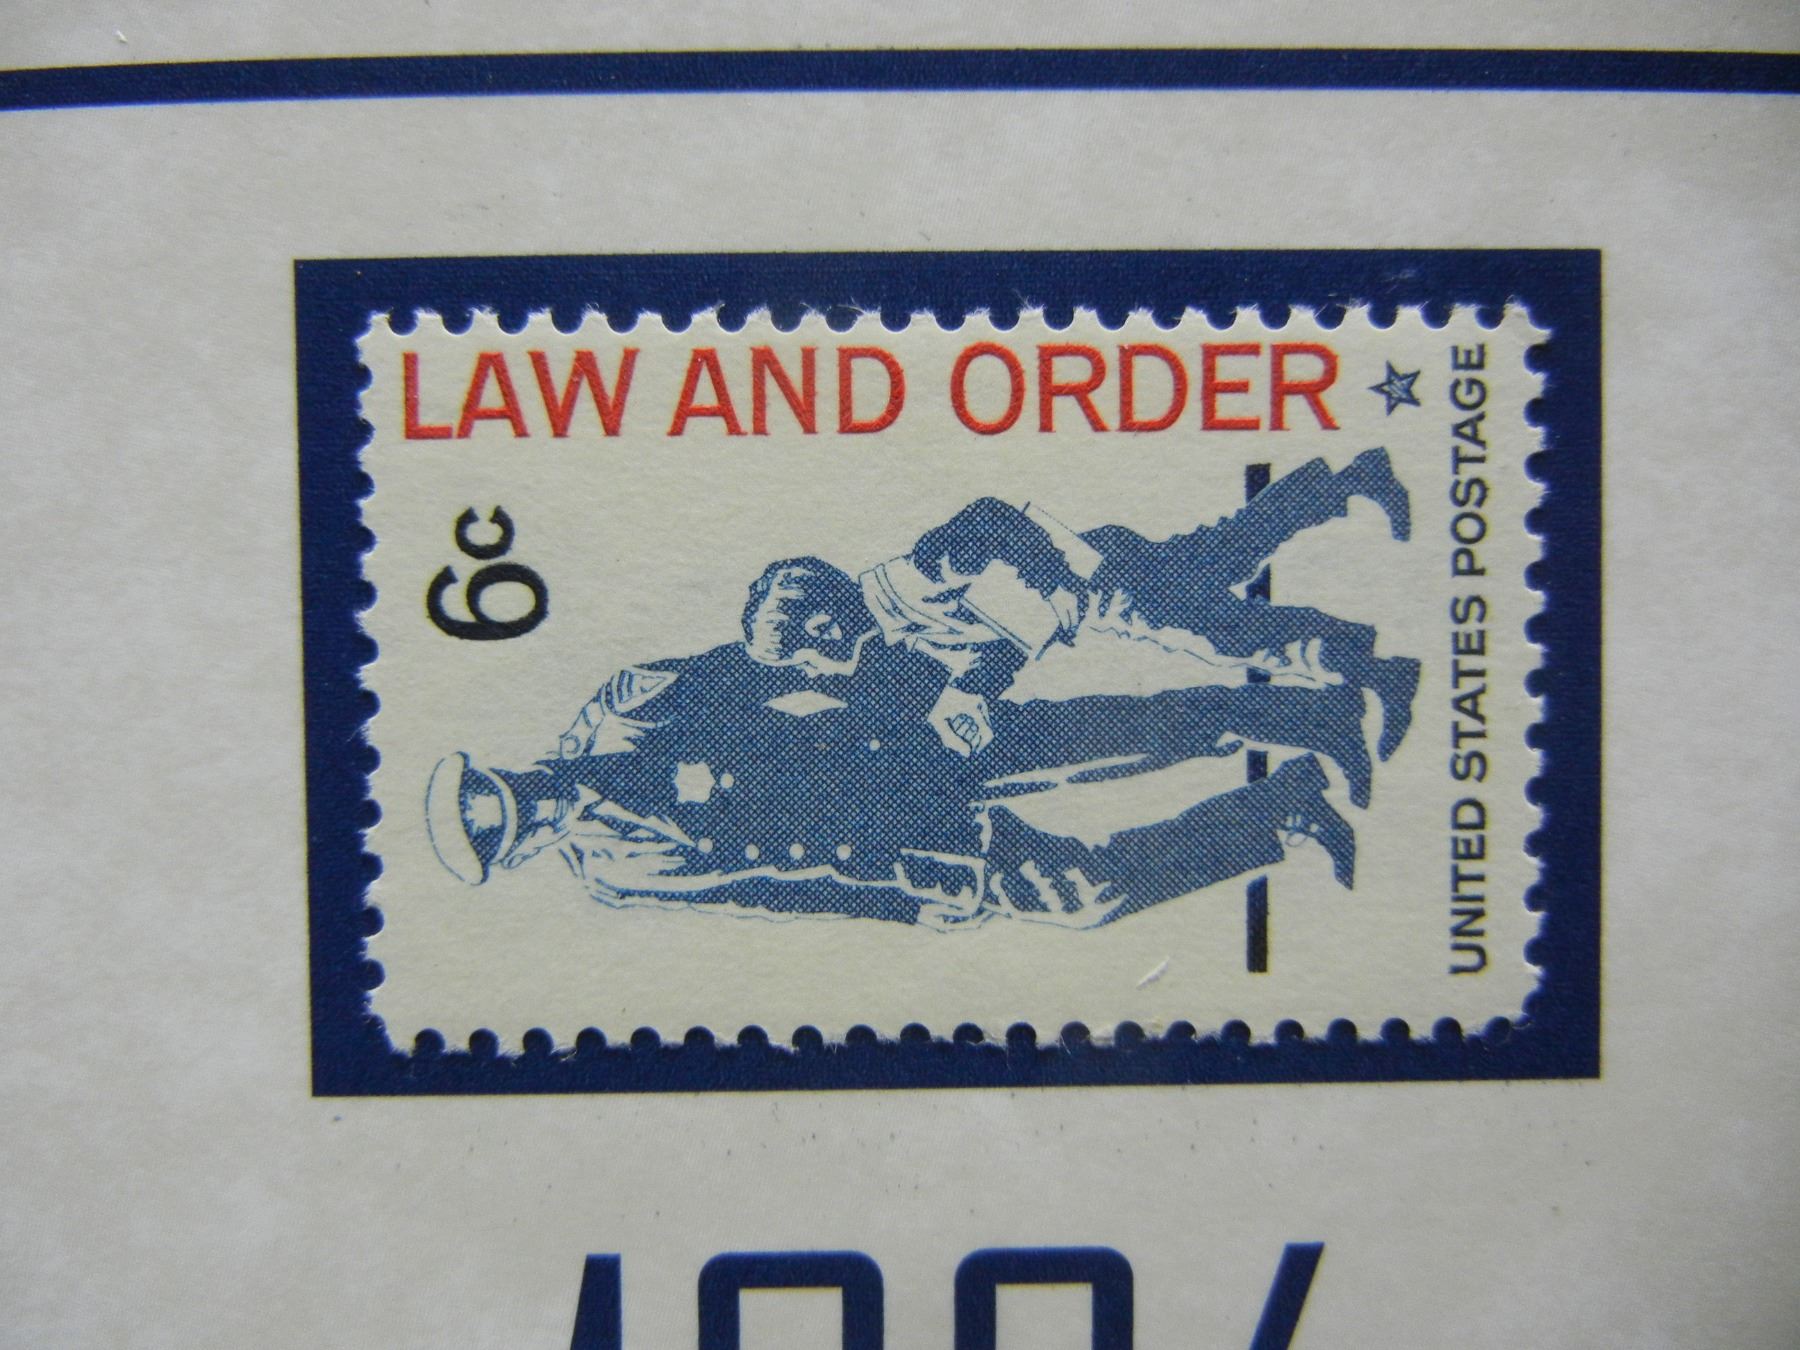 LAW AND ORDER
6c
UNITED STATES POSTAGE